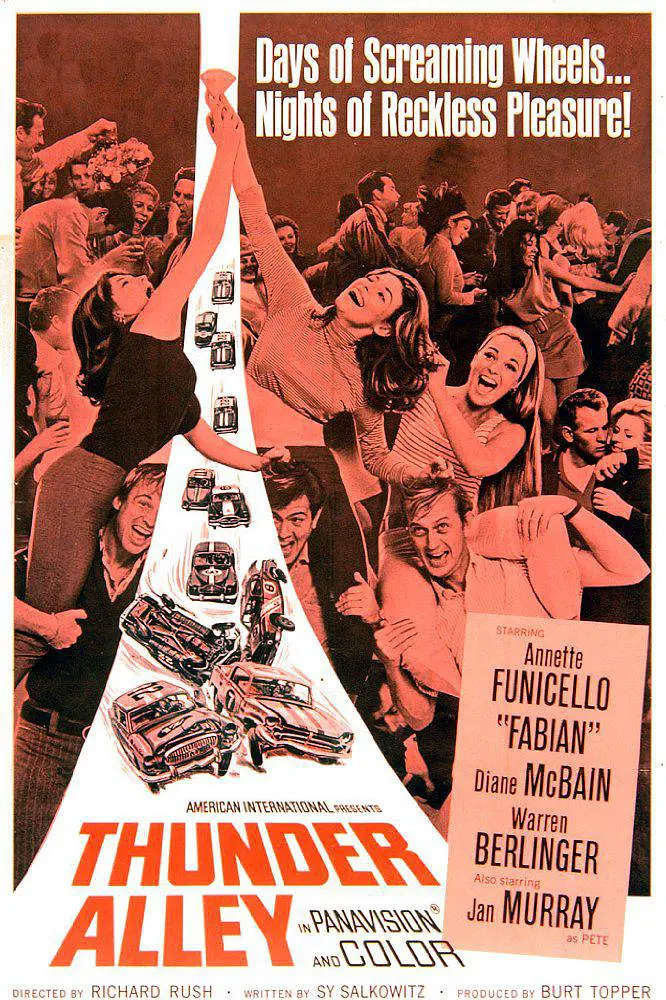 Days of Screaming Wheels...
Nights of Reckless Pleasure!
STARRING
Annette
FUNICELLO
"FABIAN"
Diane McBAIN
Warren
BERLINGER
Also starring
Jan MURRAY
as PETE
AMERICAN INTERNATIONAL PRESENTS
THUNDER
ALLEY
IN PANAVISION®
AND COLOR
DIRECTED BY RICHARD RUSH · WRITTEN BY SY SALKOWITZ · PRODUCED BY BURT TOPPER